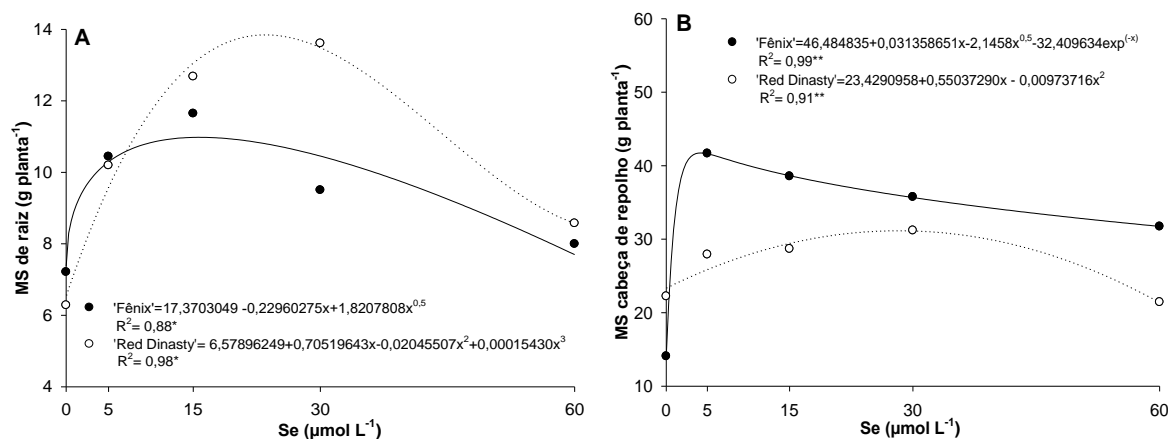 A
14
12
10
8
6
4
MS de raiz (g planta⁻¹)
'Fênix'=17,3703049 -0,22960275x+1,8207808x⁰,⁵
R²= 0,88*
'Red Dinasty'= 6,57896249+0,70519643x-0,02045507x²+0,00015430x³
R²= 0,98*
0 5 15 30 60
Se (µmol L⁻¹)
B
60
50
40
30
20
10
MS cabeça de repolho (g planta⁻¹)
'Fênix'=46,484835+0,031358651x-2,1458x⁰,⁵-32,409634exp⁽⁻ˣ⁾
R²= 0,99**
'Red Dinasty'=23,4290958+0,55037290x - 0,00973716x²
R²= 0,91**
0 5 15 30 60
Se (µmol L⁻¹)